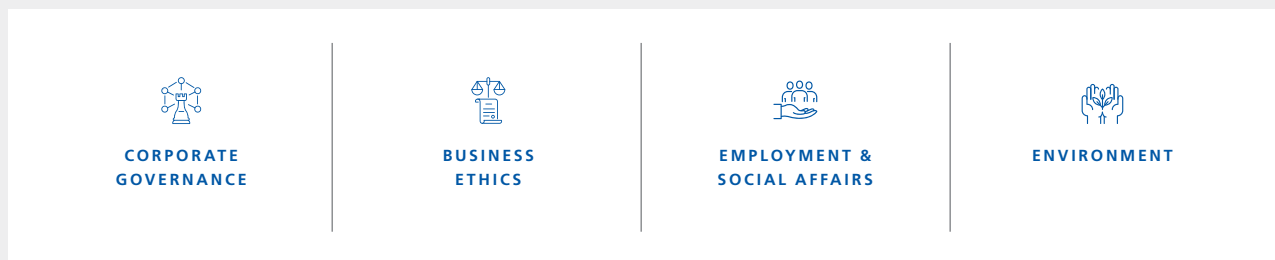 CORPORATE
GOVERNANCE
BUSINESS
ETHICS
EMPLOYMENT &
SOCIAL AFFAIRS
ENVIRONMENT